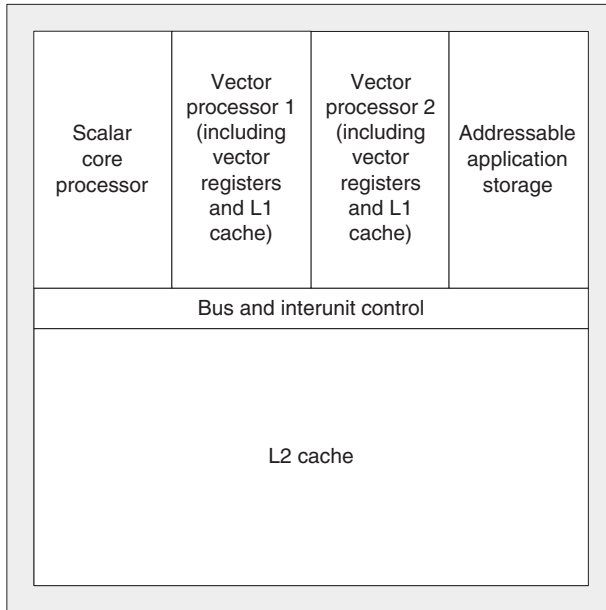 Scalar
core
processor
Vector
processor 1
(including
vector
registers
and L1
cache)
Vector
processor 2
(including
vector
registers
and L1
cache)
Addressable
application
storage
Bus and interunit control
L2 cache